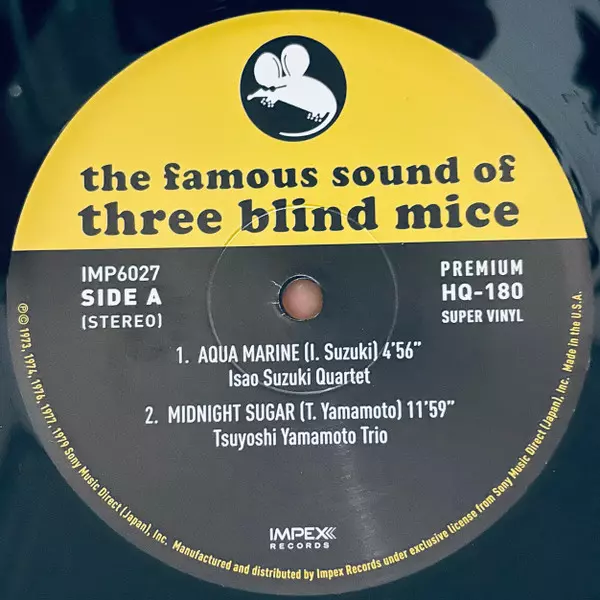 the famous sound of
three blind mice
IMP6027
SIDE A
(STEREO)
PREMIUM
HQ-180
SUPER VINYL
1. AQUA MARINE (I. Suzuki) 4'56"
Isao Suzuki Quartet
2. MIDNIGHT SUGAR (T. Yamamoto) 11'59"
Tsuyoshi Yamamoto Trio
IMPEX
RECORDS
℗ © 1973, 1974, 1976, 1977, 1979 Sony Music Direct (Japan), Inc. Manufactured and distributed by Impex Records under exclusive license from Sony Music Direct (Japan), Inc. Made in the U.S.A.